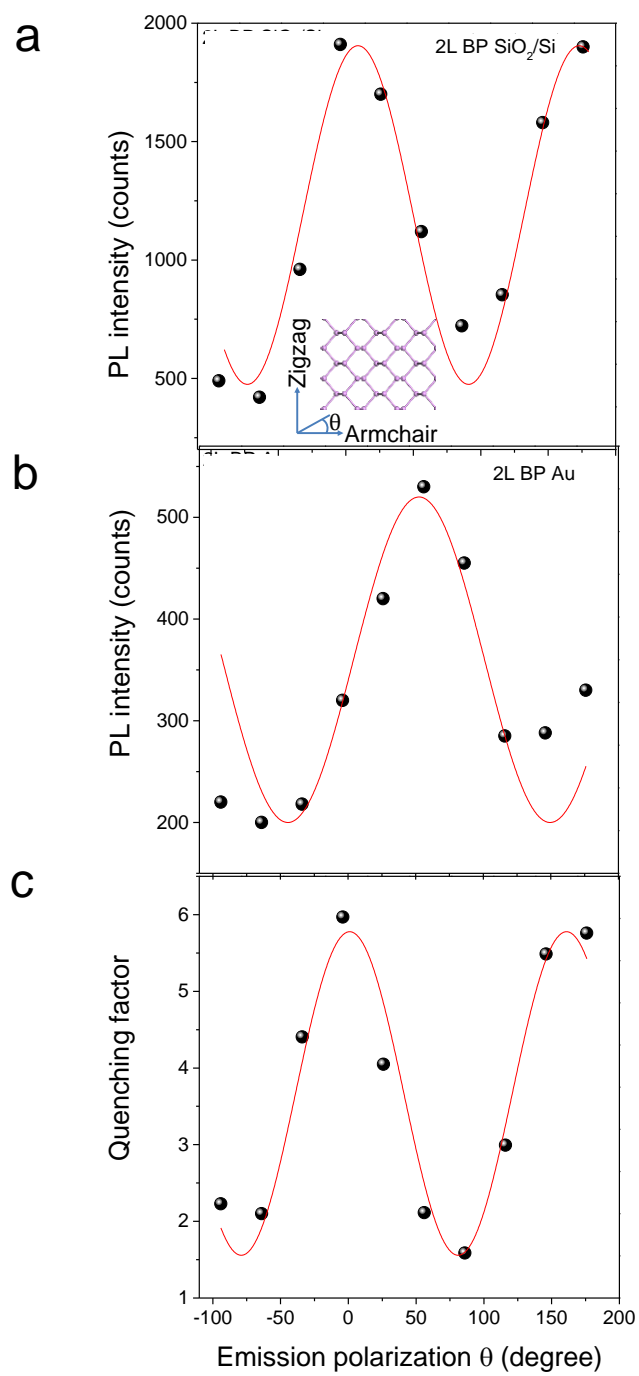 a
2L BP SiO₂/Si
PL intensity (counts)
2000
1500
1000
500
Zigzag
θ
Armchair
b
2L BP Au
PL intensity (counts)
500
400
300
200
c
Quenching factor
6
5
4
3
2
1
-100 -50 0 50 100 150 200
Emission polarization θ (degree)